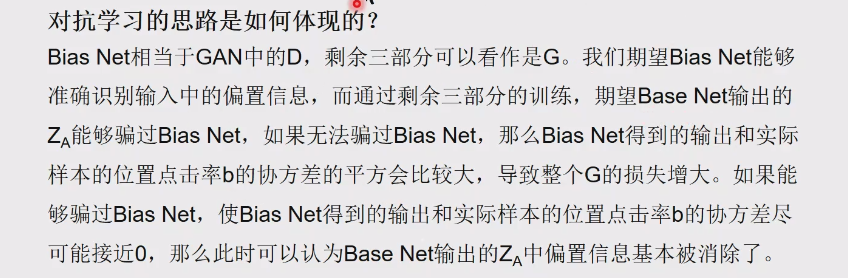 对抗学习的思路是如何体现的？
Bias Net相当于GAN中的D，剩余三部分可以看作是G。我们期望Bias Net能够
准确识别输入中的偏置信息，而通过剩余三部分的训练，期望Base Net输出的
ZA能够骗过Bias Net，如果无法骗过Bias Net，那么Bias Net得到的输出和实际
样本的位置点击率b的协方差的平方会比较大，导致整个G的损失增大。如果能
够骗过Bias Net，使Bias Net得到的输出和实际样本的位置点击率b的协方差尽
可能接近0，那么此时可以认为Base Net输出的ZA中偏置信息基本被消除了。